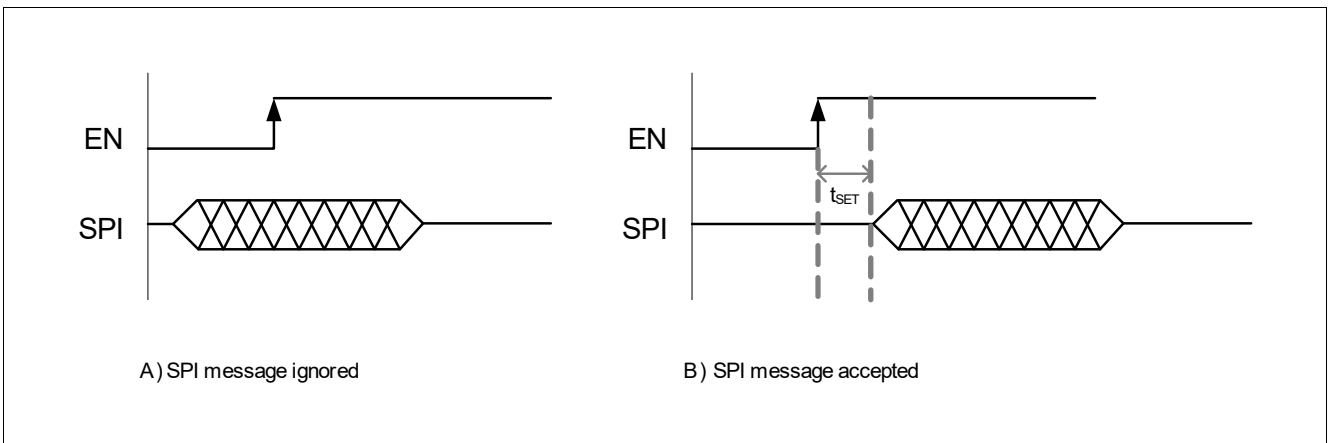 EN
SPI
A) SPI message ignored
EN
tSET
SPI
B) SPI message accepted